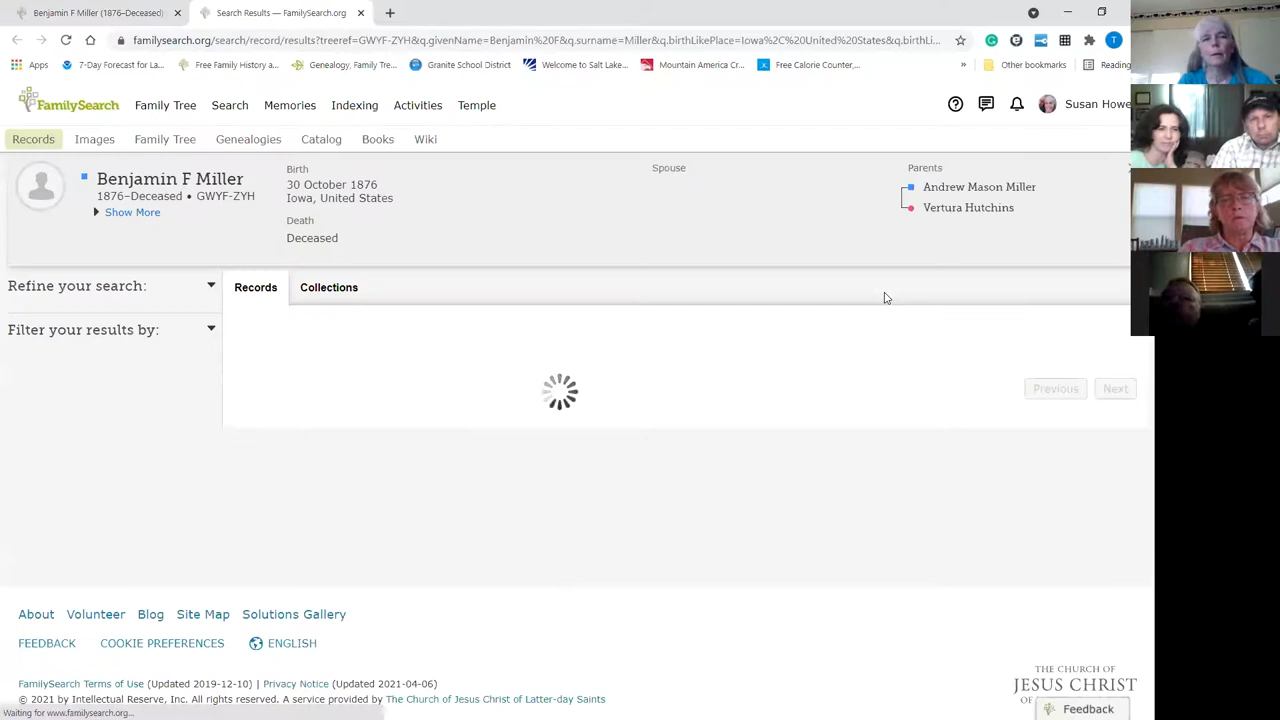 Benjamin F Miller (1876–Deceased)
Search Results — FamilySearch.org
familysearch.org/search/record/results?treeref=GWYF-ZYH&q.givenName=Benjamin%20F&q.surname=Miller&q.birthLikePlace=Iowa%2C%20United%20States&q.birthLi...
Apps
7-Day Forecast for La...
Free Family History a...
Genealogy, Family Tre...
Granite School District
Welcome to Salt Lake...
Mountain America Cr...
Free Calorie Counter,...
»
Other bookmarks
Reading
T
FamilySearch
Family Tree
Search
Memories
Indexing
Activities
Temple
Susan Howe
Records
Images
Family Tree
Genealogies
Catalog
Books
Wiki
Benjamin F Miller
1876–Deceased • GWYF-ZYH
Show More
Birth
30 October 1876
Iowa, United States
Death
Deceased
Spouse
Parents
Andrew Mason Miller
Vertura Hutchins
Refine your search:
Filter your results by:
Records
Collections
Previous
Next
About
Volunteer
Blog
Site Map
Solutions Gallery
FEEDBACK
COOKIE PREFERENCES
ENGLISH
FamilySearch Terms of Use (Updated 2019-12-10) | Privacy Notice (Updated 2021-04-06)
© 2021 by Intellectual Reserve, Inc. All rights reserved. A service provided by The Church of Jesus Christ of Latter-day Saints
THE CHURCH OF
JESUS CHRIST
OF
Feedback
Waiting for www.familysearch.org...